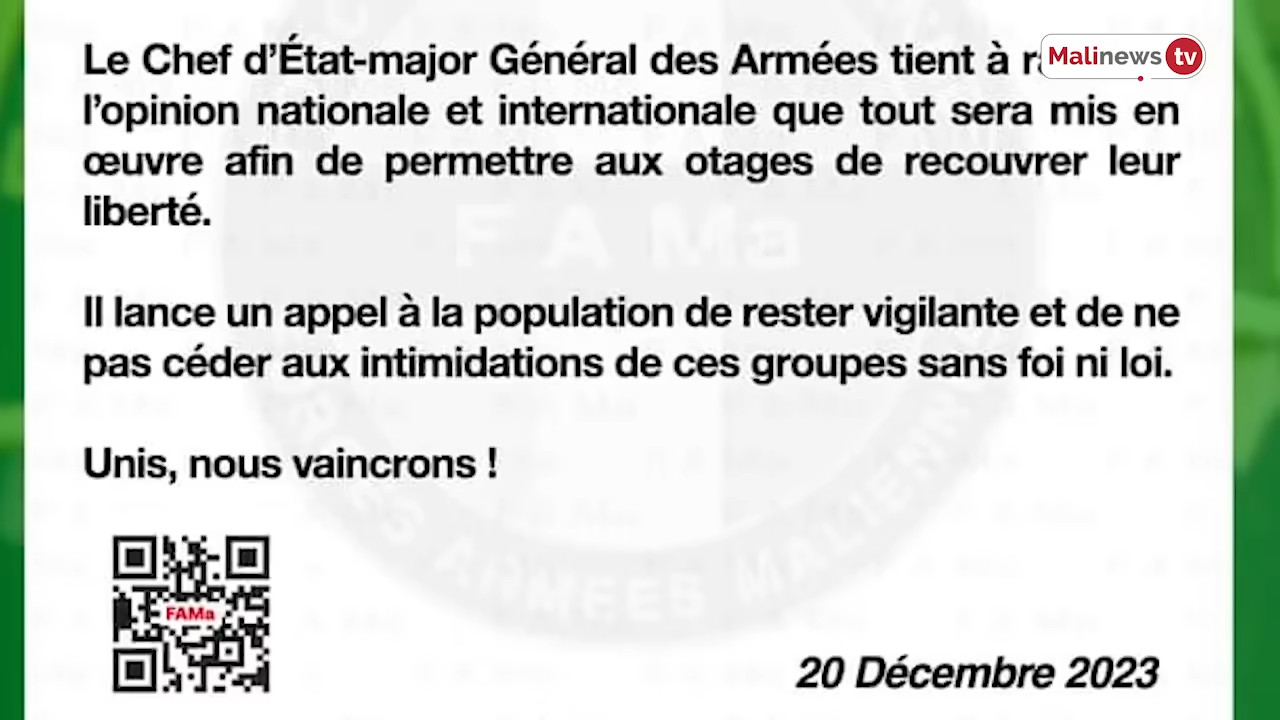 Le Chef d'État-major Général des Armées tient à
Malinews tv
l'opinion nationale et internationale que tout sera mis en
œuvre afin de permettre aux otages de recouvrer leur
liberté.
F A Ma
Il lance un appel à la population de rester vigilante et de ne
pas céder aux intimidations de ces groupes sans foi ni loi.
Unis, nous vaincrons !
ARMÉES
FAMa
20 Décembre 2023